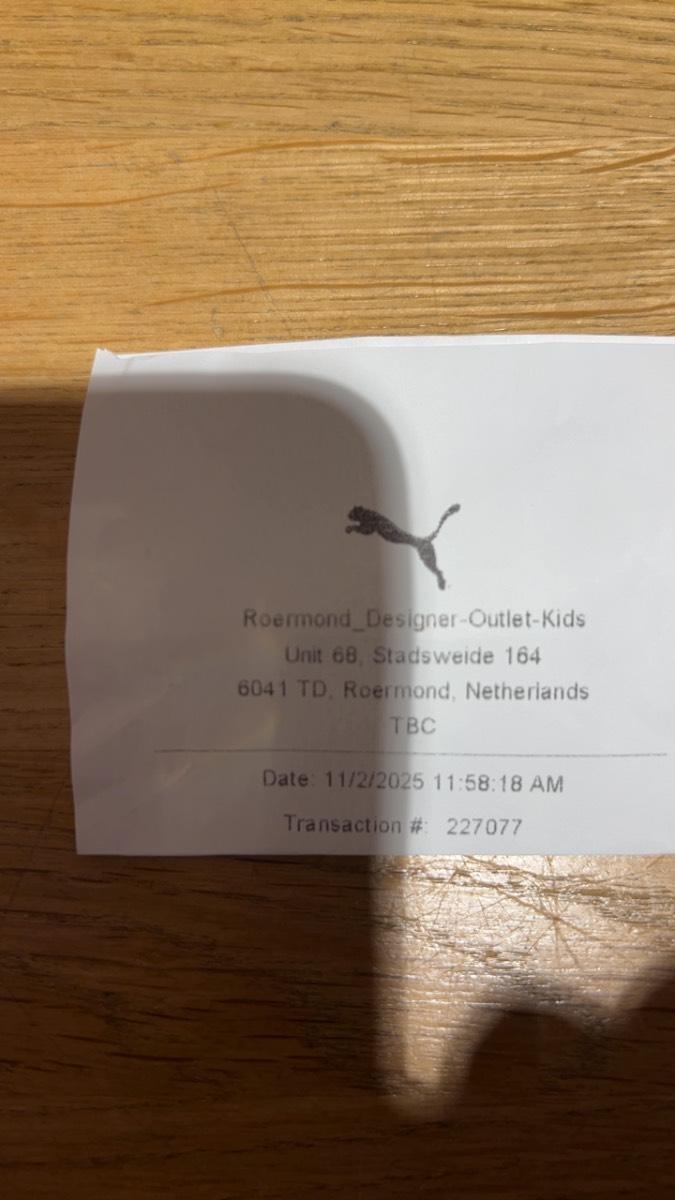 Roermond_Designer-Outlet-Kids
Unit 68, Stadsweide 164
6041 TD, Roermond, Netherlands
TBC
Date: 11/2/2025 11:58:18 AM
Transaction #: 227077